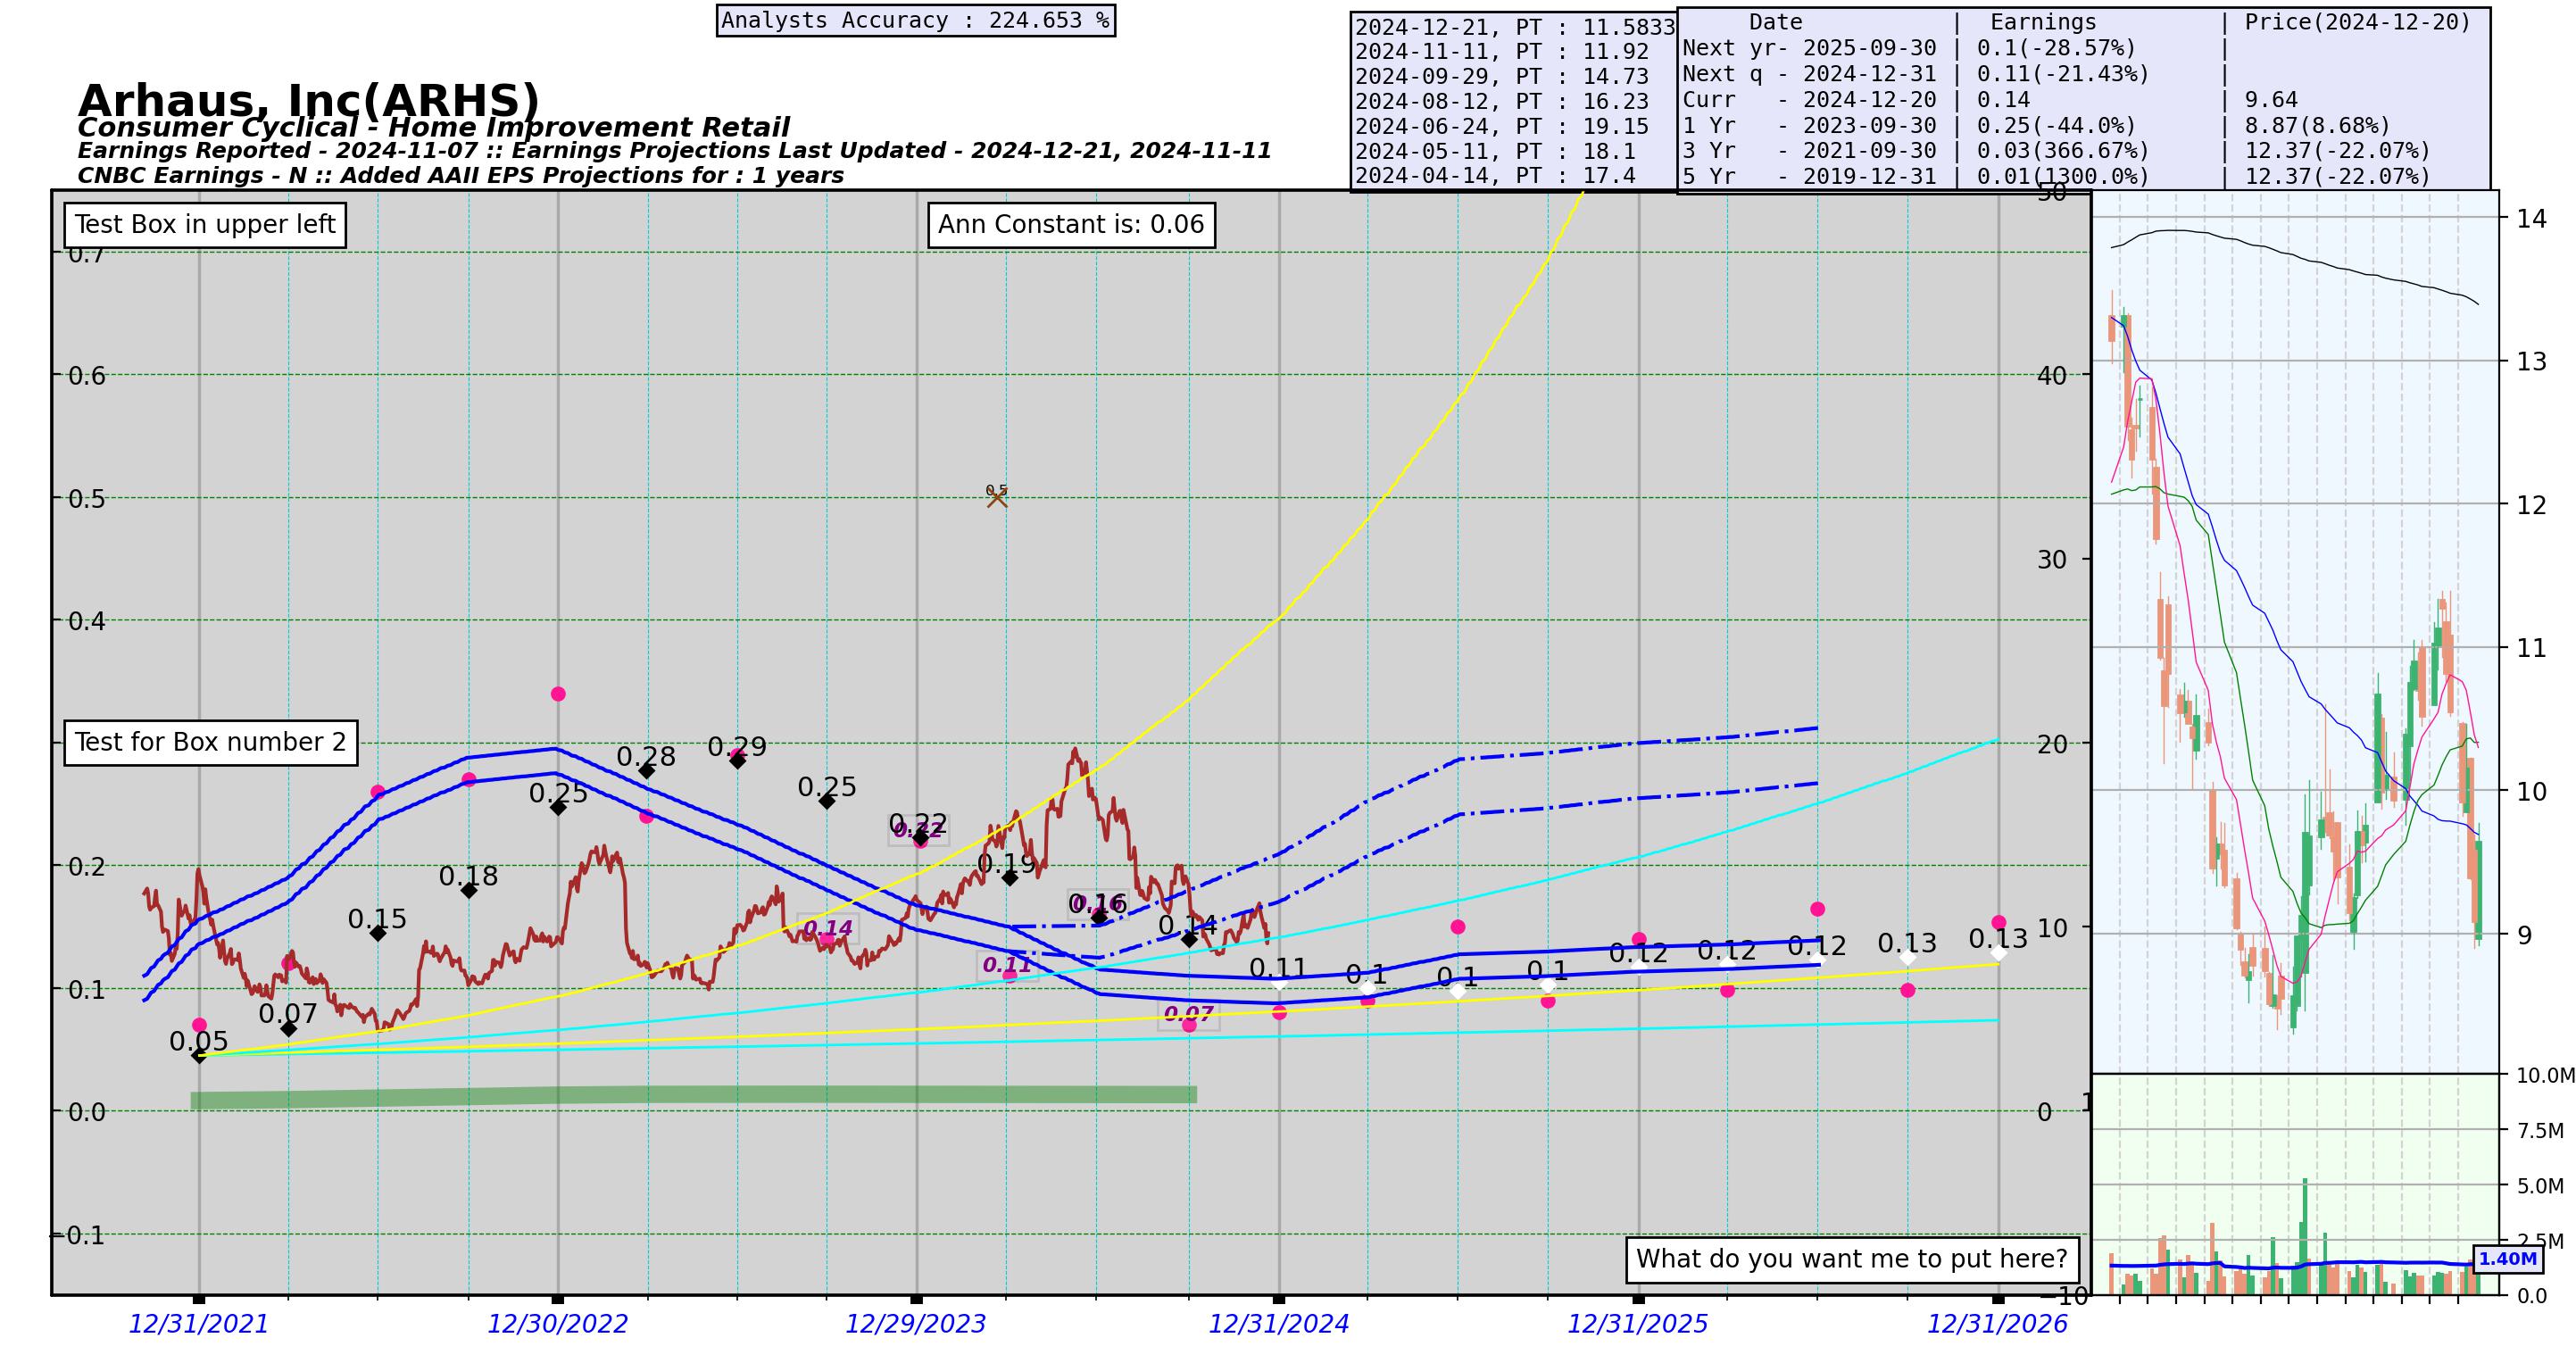 Analysts Accuracy : 224.653 %
2024-12-21, PT : 11.5833
2024-11-11, PT : 11.92
2024-09-29, PT : 14.73
2024-08-12, PT : 16.23
2024-06-24, PT : 19.15
2024-05-11, PT : 18.1
2024-04-14, PT : 17.4
Date | Earnings | Price(2024-12-20)
Next yr- 2025-09-30 | 0.1(-28.57%) |
Next q - 2024-12-31 | 0.11(-21.43%) |
Curr - 2024-12-20 | 0.14 | 9.64
1 Yr - 2023-09-30 | 0.25(-44.0%) | 8.87(8.68%)
3 Yr - 2021-09-30 | 0.03(366.67%) | 12.37(-22.07%)
5 Yr - 2019-12-31 | 0.01(1300.0%) | 12.37(-22.07%)
Arhaus, Inc(ARHS)
Consumer Cyclical - Home Improvement Retail
Earnings Reported - 2024-11-07 :: Earnings Projections Last Updated - 2024-12-21, 2024-11-11
CNBC Earnings - N :: Added AAII EPS Projections for : 1 years
Test Box in upper left
Ann Constant is: 0.06
Test for Box number 2
What do you want me to put here?
0.7
0.6
0.5
0.4
0.2
0.1
0.0
−0.1
50
40
30
20
10
0
−10
0.5
0.05
0.07
0.15
0.18
0.25
0.28
0.29
0.25
0.22
0.22
0.19
0.16
0.16
0.14
0.14
0.11
0.07
0.11
0.1
0.1
0.1
0.12
0.12
0.12
0.13
0.13
12/31/2021
12/30/2022
12/29/2023
12/31/2024
12/31/2025
12/31/2026
14
13
12
11
10
9
10.0M
7.5M
5.0M
2.5M
1.40M
0.0